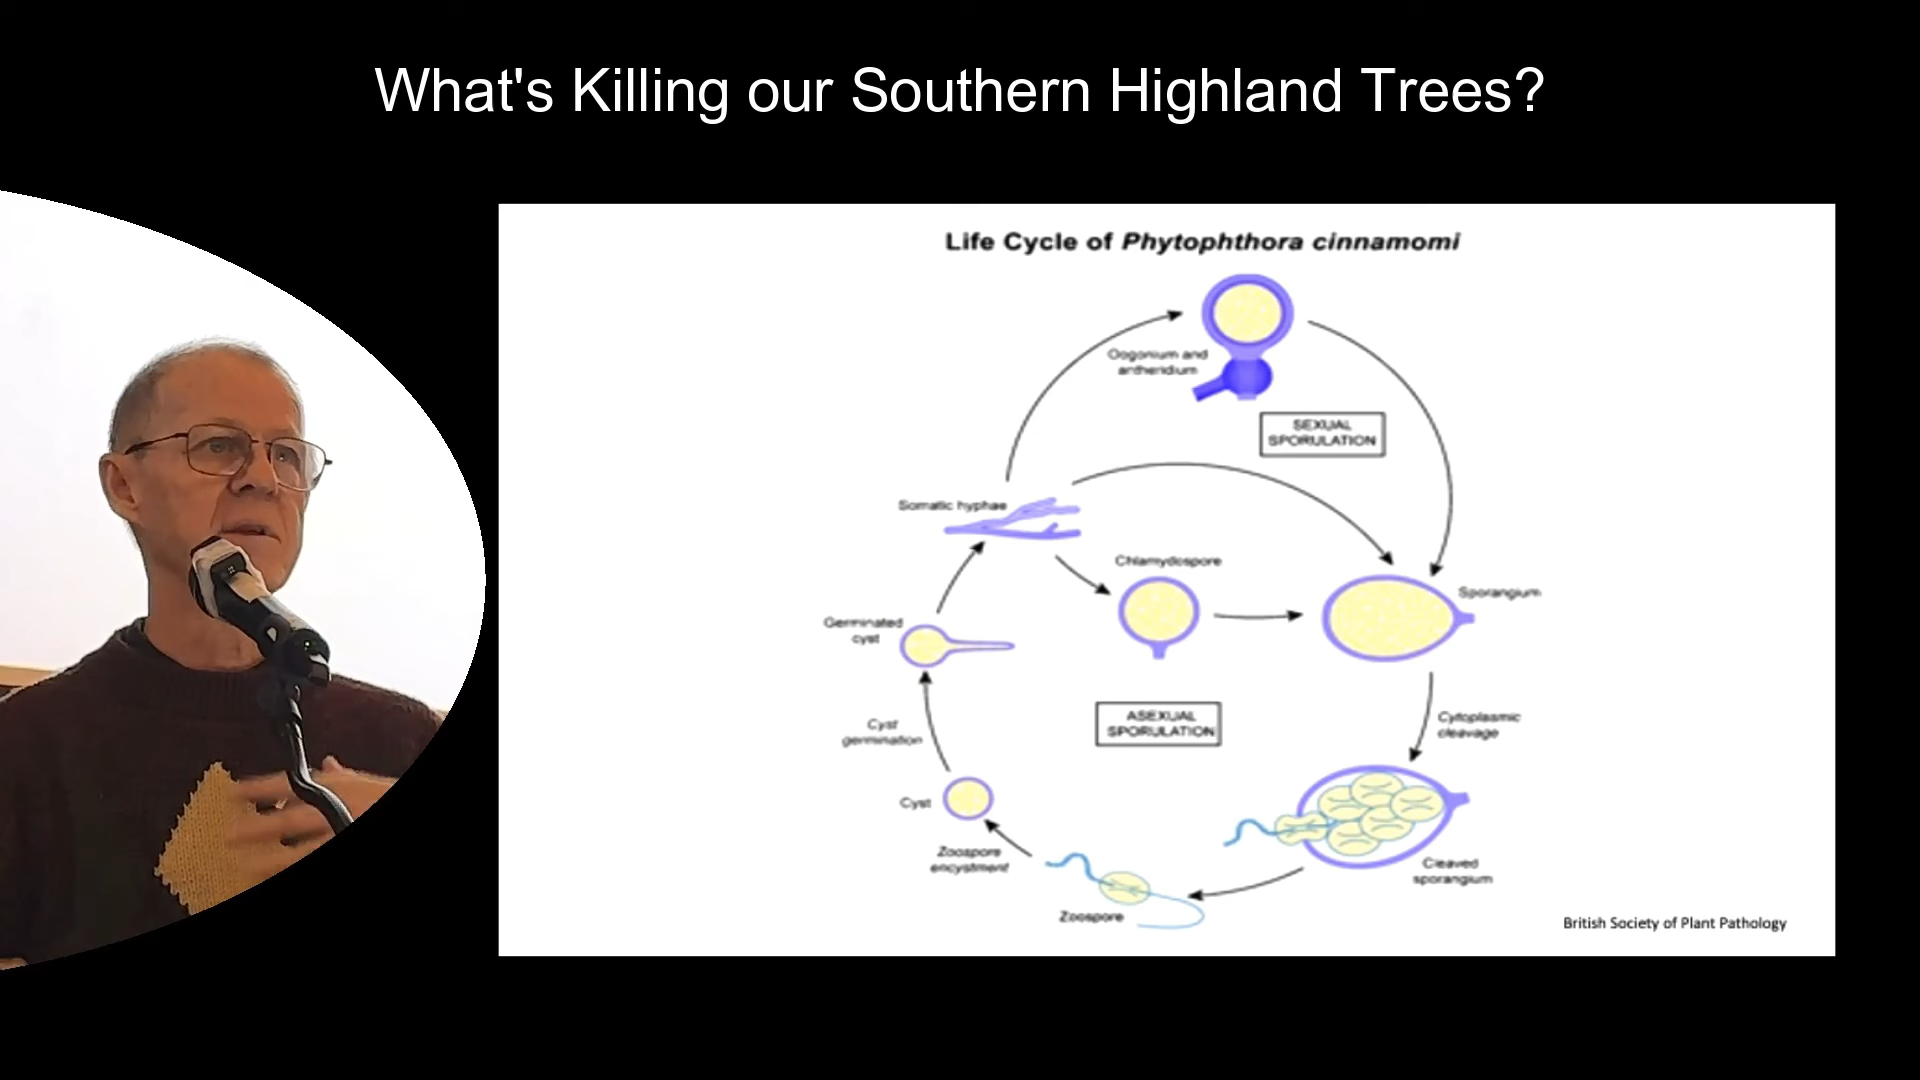 What's Killing our Southern Highland Trees?
Life Cycle of Phytophthora cinnamomi
Oogonium and
antheridium
SEXUAL
SPORULATION
Somatic hyphae
Chlamydospore
Sporangium
Germinated
cyst
ASEXUAL
SPORULATION
Cytoplasmic
cleavage
Cyst
germination
Cyst
Zoospore
encystment
Cleaved
sporangium
Zoospore
British Society of Plant Pathology